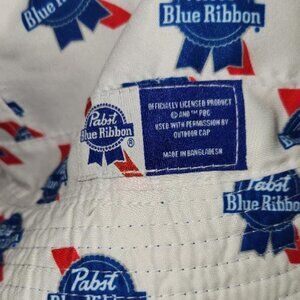 Blue Ribbon
Pabst
Blue Ribbon
®
OFFICIALLY LICENSED PRODUCT
© AND ™ PBC
USED WITH PERMISSION BY
OUTDOOR CAP
MADE IN BANGLADESH
Pabst
Blue Ribbon
Pabst
Blue Ribbon